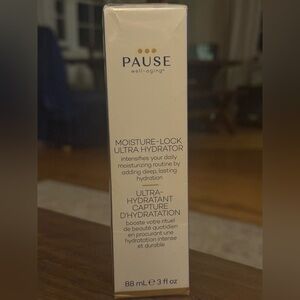 PAUSE
well-aging
MOISTURE-LOCK
ULTRA HYDRATOR
intensifies your daily
moisturizing routine by
adding deep, lasting
hydration
ULTRA-
HYDRATANT
CAPTURE
D'HYDRATATION
booste votre rituel
de beauté quotidien
en procurant une
hydratation intense
et durable
88 mL ℮ 3 fl oz